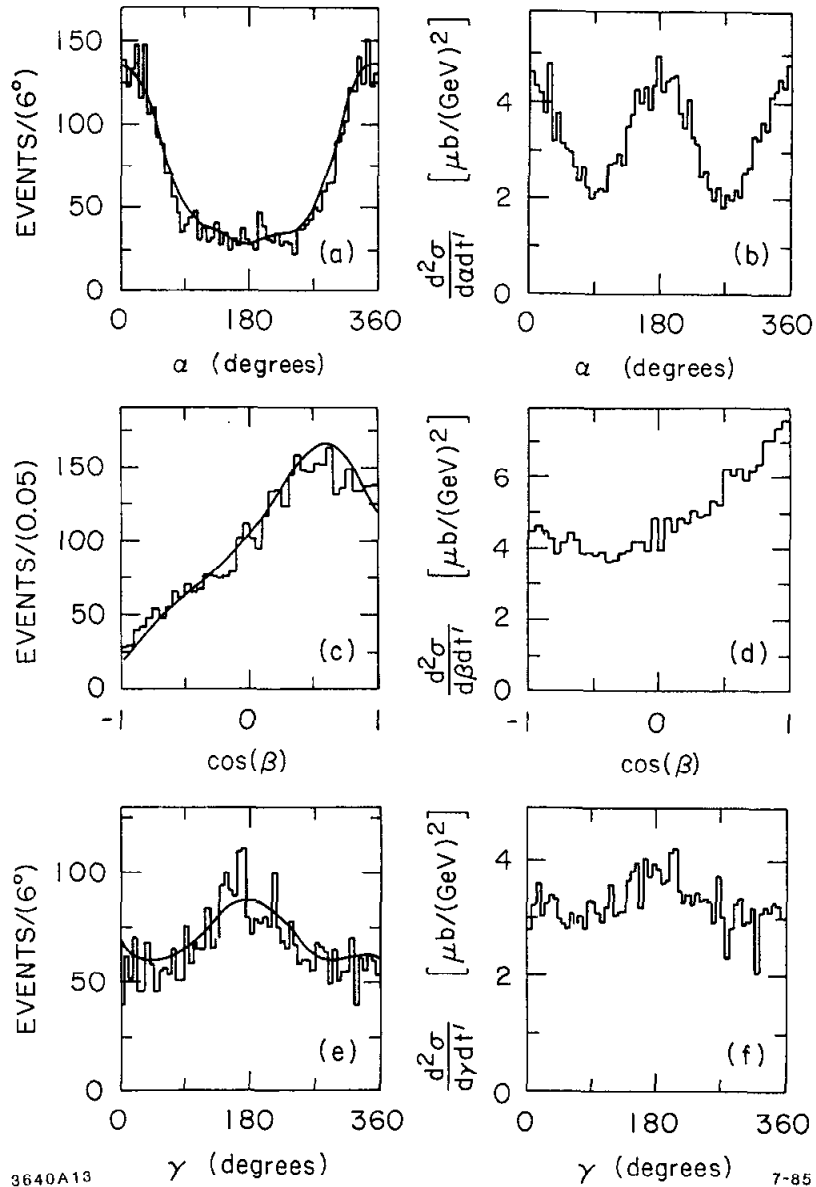 EVENTS/(6°)
150
100
50
0
0 180 360
α (degrees)
(a)
d²σ/dαdt′ [μb/(GeV)²]
4
2
0
0 180 360
α (degrees)
(b)
EVENTS/(0.05)
150
100
50
0
-1 0 1
cos(β)
(c)
d²σ/dβdt′ [μb/(GeV)²]
6
4
2
0
-1 0 1
cos(β)
(d)
EVENTS/(6°)
100
50
0
0 180 360
γ (degrees)
(e)
d²σ/dγdt′ [μb/(GeV)²]
4
2
0
0 180 360
γ (degrees)
(f)
3640A13
7-85